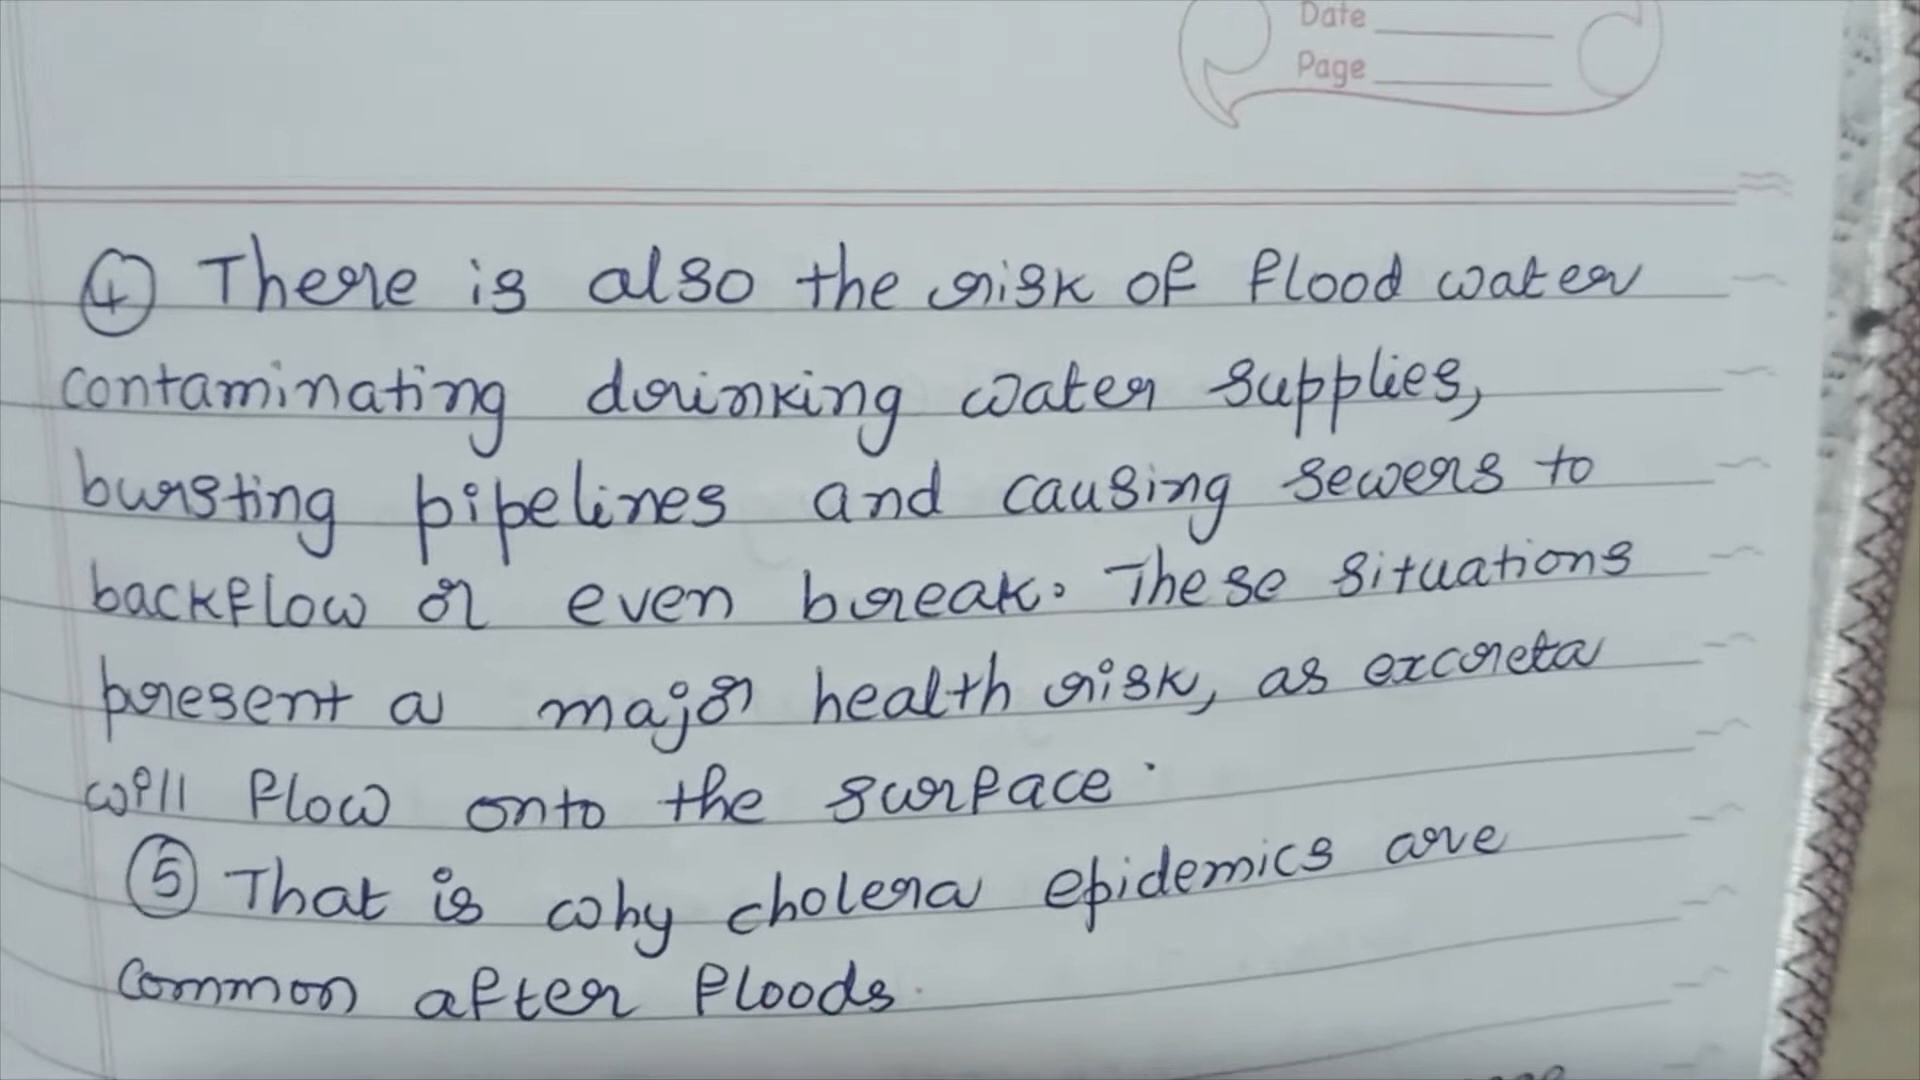 Date
Page
④ There is also the risk of flood water
contaminating drinking water supplies,
bursting pipelines and causing sewers to
backflow or even break. These situations
present a major health risk, as excreta
will flow onto the surface.
⑤ That is why cholera epidemics are
common after floods.